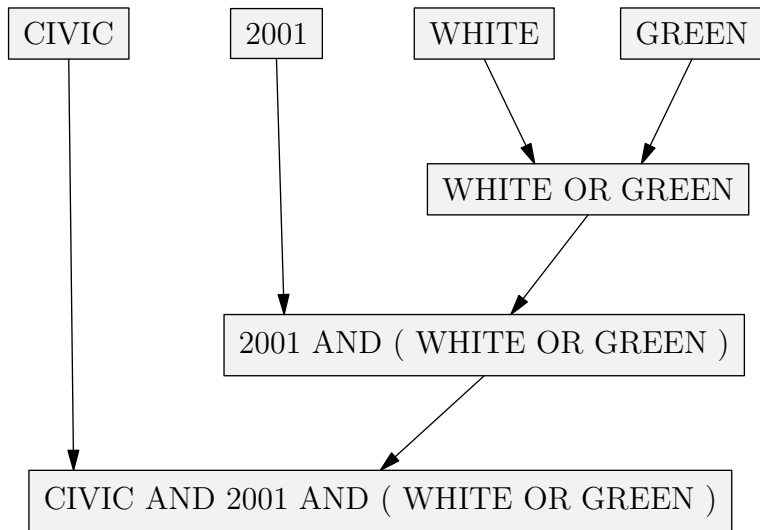 CIVIC
2001
WHITE
GREEN
WHITE OR GREEN
2001 AND ( WHITE OR GREEN )
CIVIC AND 2001 AND ( WHITE OR GREEN )